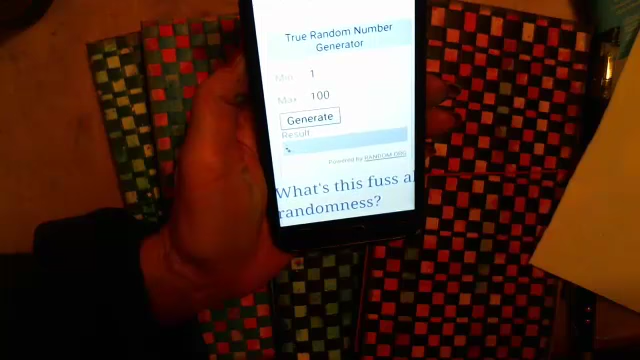 True Random Number
Generator
Min 1
Max 100
Generate
Result
Powered by RANDOM.ORG
What's this fuss a
randomness?